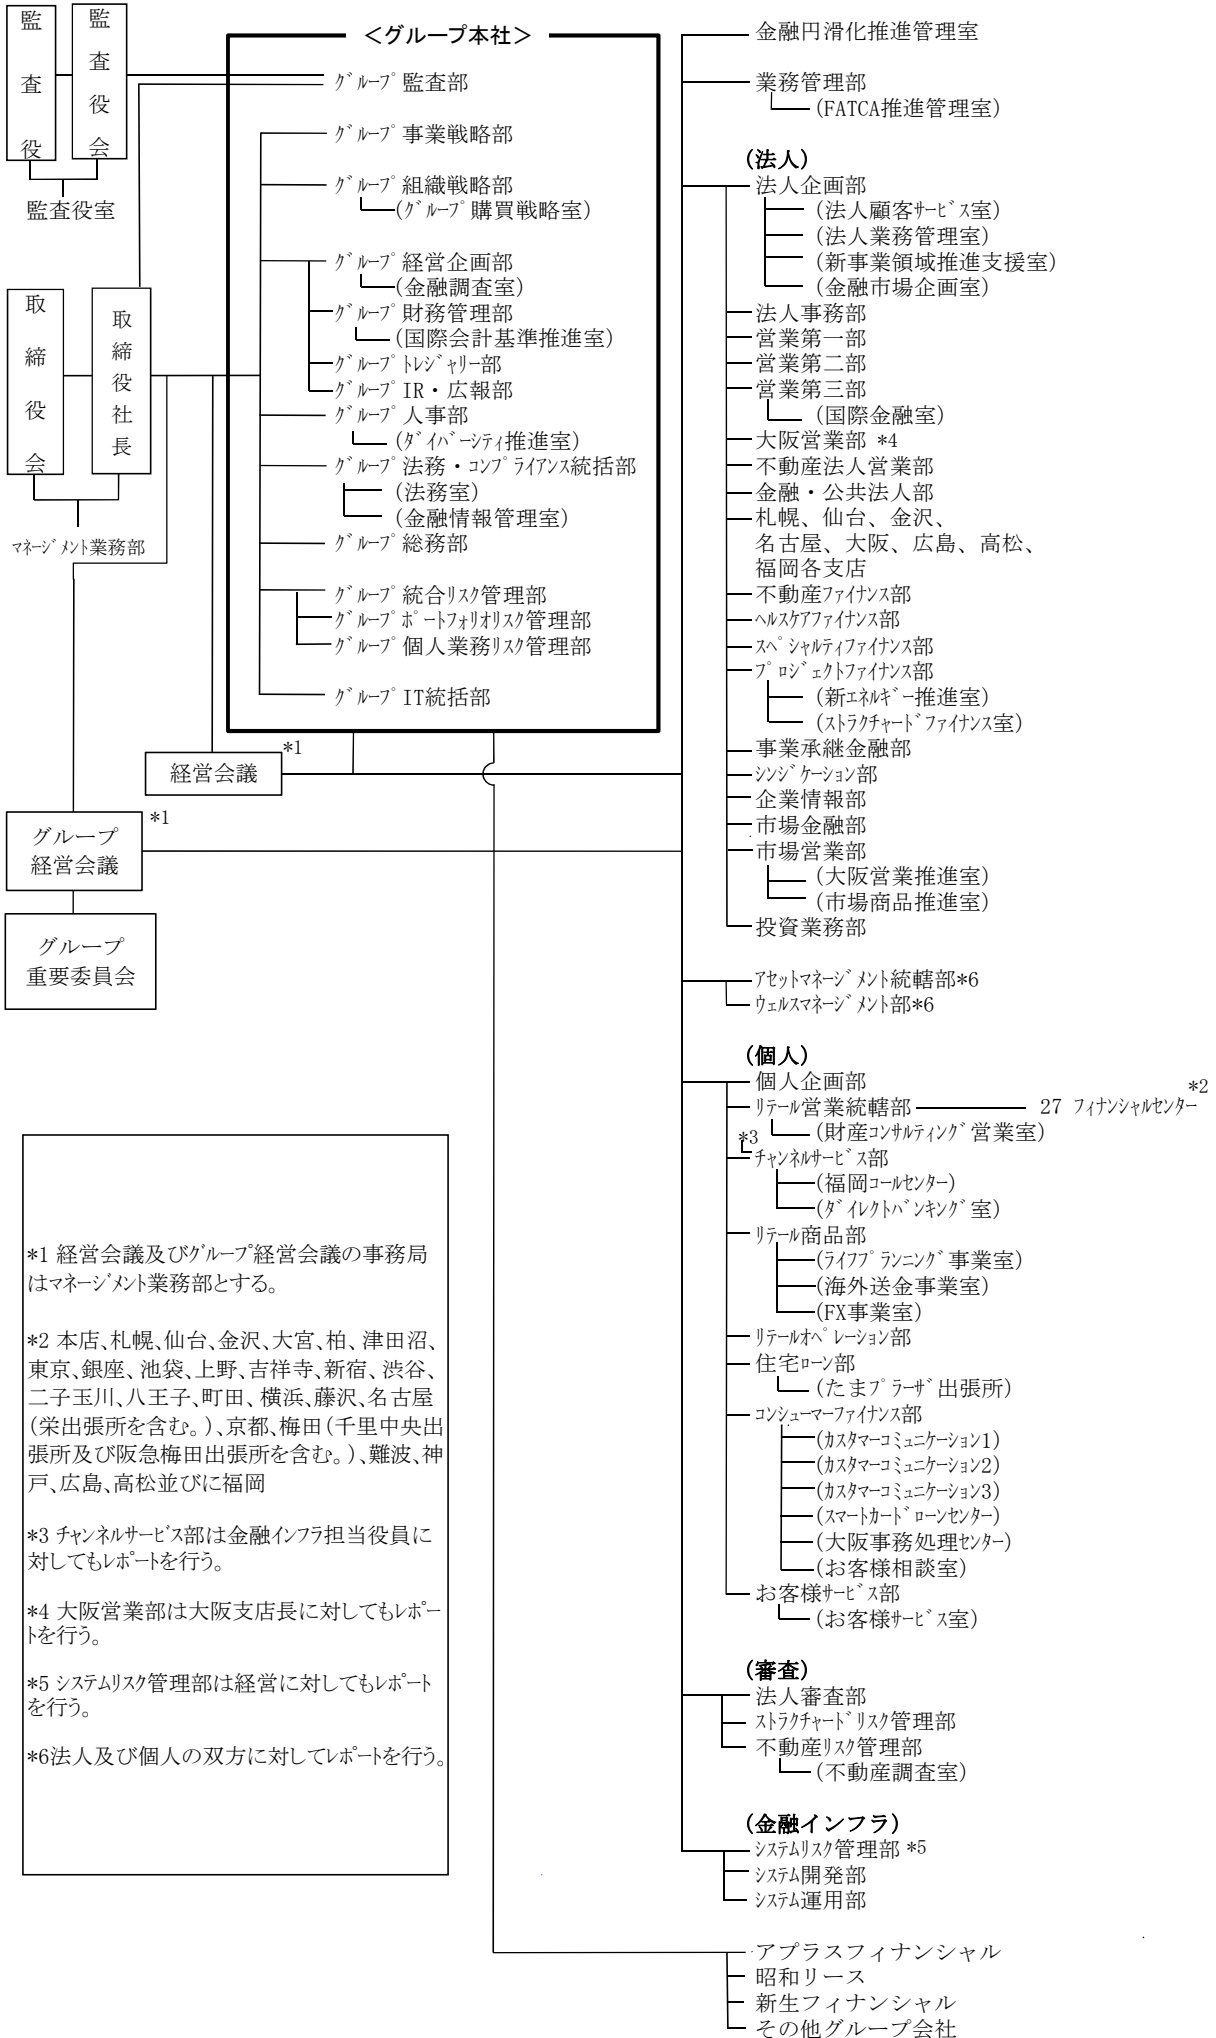 監査役
監査役会
監査役室
取締役会
取締役社長
マネージメント業務部
＜グループ本社＞
グループ監査部
グループ事業戦略部
グループ組織戦略部
(グループ購買戦略室)
グループ経営企画部
(金融調査室)
グループ財務管理部
(国際会計基準推進室)
グループトレジャリー部
グループIR・広報部
グループ人事部
(ダイバーシティ推進室)
グループ法務・コンプライアンス統括部
(法務室)
(金融情報管理室)
グループ総務部
グループ統合リスク管理部
グループポートフォリオリスク管理部
グループ個人業務リスク管理部
グループIT統括部
経営会議
*1
グループ
経営会議
*1
グループ
重要委員会
金融円滑化推進管理室
業務管理部
(FATCA推進管理室)
(法人)
法人企画部
(法人顧客サービス室)
(法人業務管理室)
(新事業領域推進支援室)
(金融市場企画室)
法人事務部
営業第一部
営業第二部
営業第三部
(国際金融室)
大阪営業部 *4
不動産法人営業部
金融・公共法人部
札幌、仙台、金沢、
名古屋、大阪、広島、高松、
福岡各支店
不動産ファイナンス部
ヘルスケアファイナンス部
スペシャルティファイナンス部
プロジェクトファイナンス部
(新エネルギー推進室)
(ストラクチャードファイナンス室)
事業承継金融部
シンジケーション部
企業情報部
市場金融部
市場営業部
(大阪営業推進室)
(市場商品推進室)
投資業務部
アセットマネージメント統轄部*6
ウェルスマネージメント部*6
(個人)
個人企画部
リテール営業統轄部
27 フィナンシャルセンター
*2
(財産コンサルティング営業室)
*3
チャンネルサービス部
(福岡コールセンター)
(ダイレクトバンキング室)
リテール商品部
(ライフプランニング事業室)
(海外送金事業室)
(FX事業室)
リテールオペレーション部
住宅ローン部
(たまプラーザ出張所)
コンシューマーファイナンス部
(カスタマーコミュニケーション1)
(カスタマーコミュニケーション2)
(カスタマーコミュニケーション3)
(スマートカードローンセンター)
(大阪事務処理センター)
(お客様相談室)
お客様サービス部
(お客様サービス室)
(審査)
法人審査部
ストラクチャードリスク管理部
不動産リスク管理部
(不動産調査室)
(金融インフラ)
システムリスク管理部 *5
システム開発部
システム運用部
アプラスフィナンシャル
昭和リース
新生フィナンシャル
その他グループ会社
*1 経営会議及びグループ経営会議の事務局
はマネージメント業務部とする。
*2 本店、札幌、仙台、金沢、大宮、柏、津田沼、
東京、銀座、池袋、上野、吉祥寺、新宿、渋谷、
二子玉川、八王子、町田、横浜、藤沢、名古屋
(栄出張所を含む。)、京都、梅田(千里中央出
張所及び阪急梅田出張所を含む。)、難波、神
戸、広島、高松並びに福岡
*3 チャンネルサービス部は金融インフラ担当役員に
対してもレポートを行う。
*4 大阪営業部は大阪支店長に対してもレポー
トを行う。
*5 システムリスク管理部は経営に対してもレポート
を行う。
*6法人及び個人の双方に対してレポートを行う。